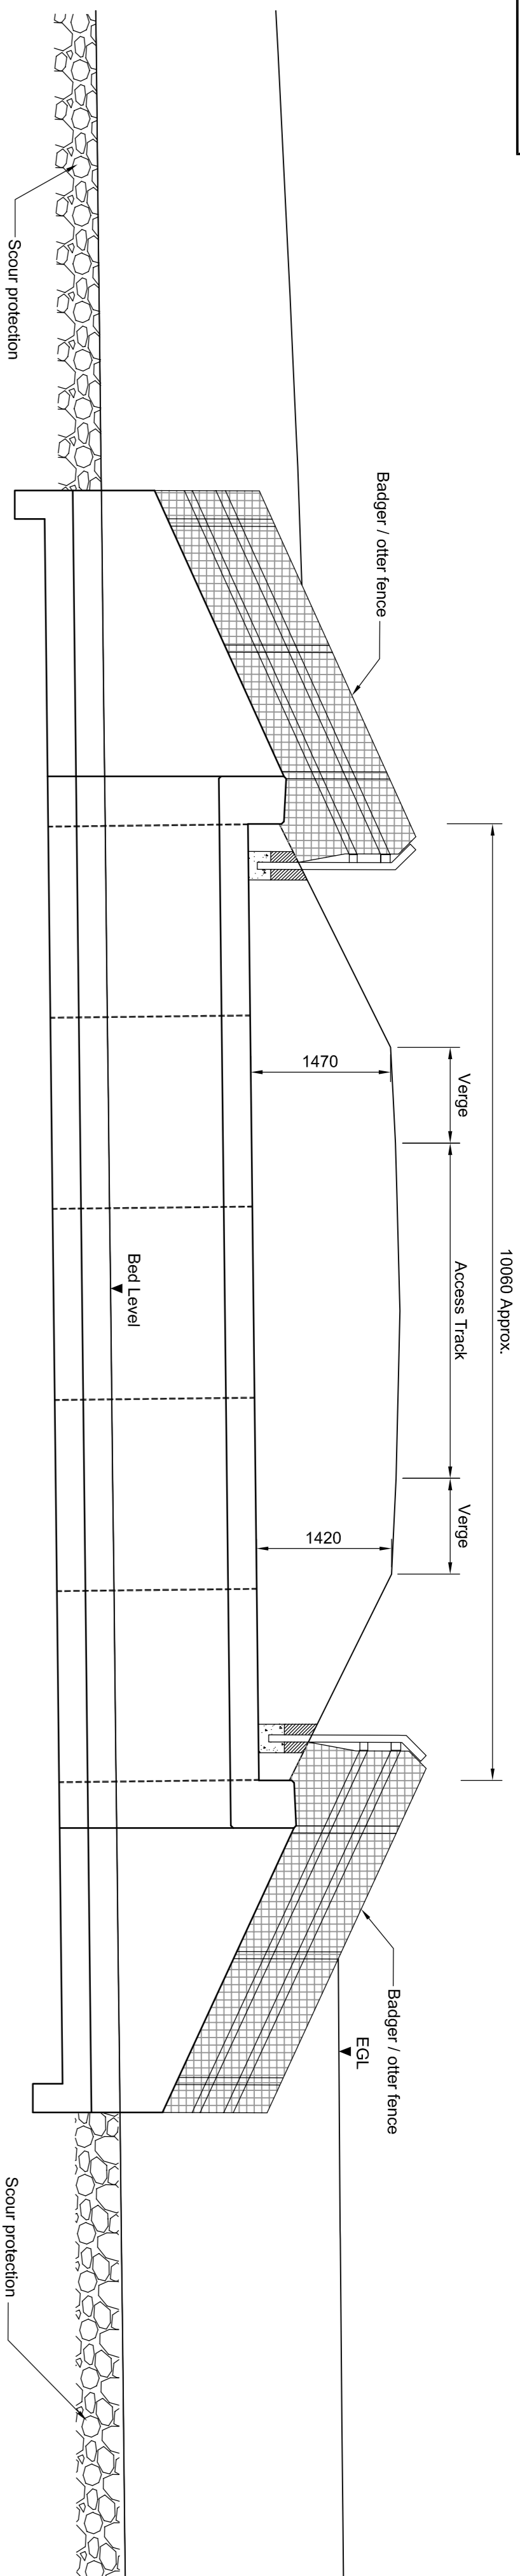 10060 Approx.
Verge
Access Track
Verge
Badger / otter fence
Badger / otter fence
EGL
1470
1420
Bed Level
Scour protection
Scour protection